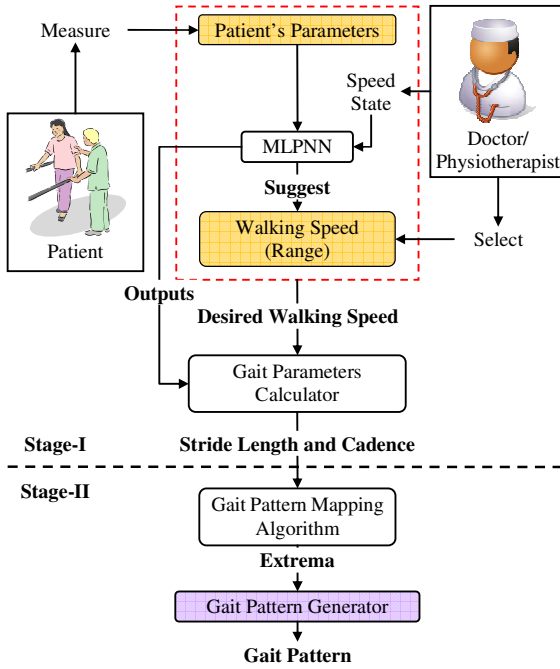 Measure
Patient's Parameters
Speed
State
Doctor/
Physiotherapist
MLPNN
Patient
Suggest
Walking Speed
(Range)
Select
Outputs
Desired Walking Speed
Gait Parameters
Calculator
Stage-I
Stride Length and Cadence
Stage-II
Gait Pattern Mapping
Algorithm
Extrema
Gait Pattern Generator
Gait Pattern